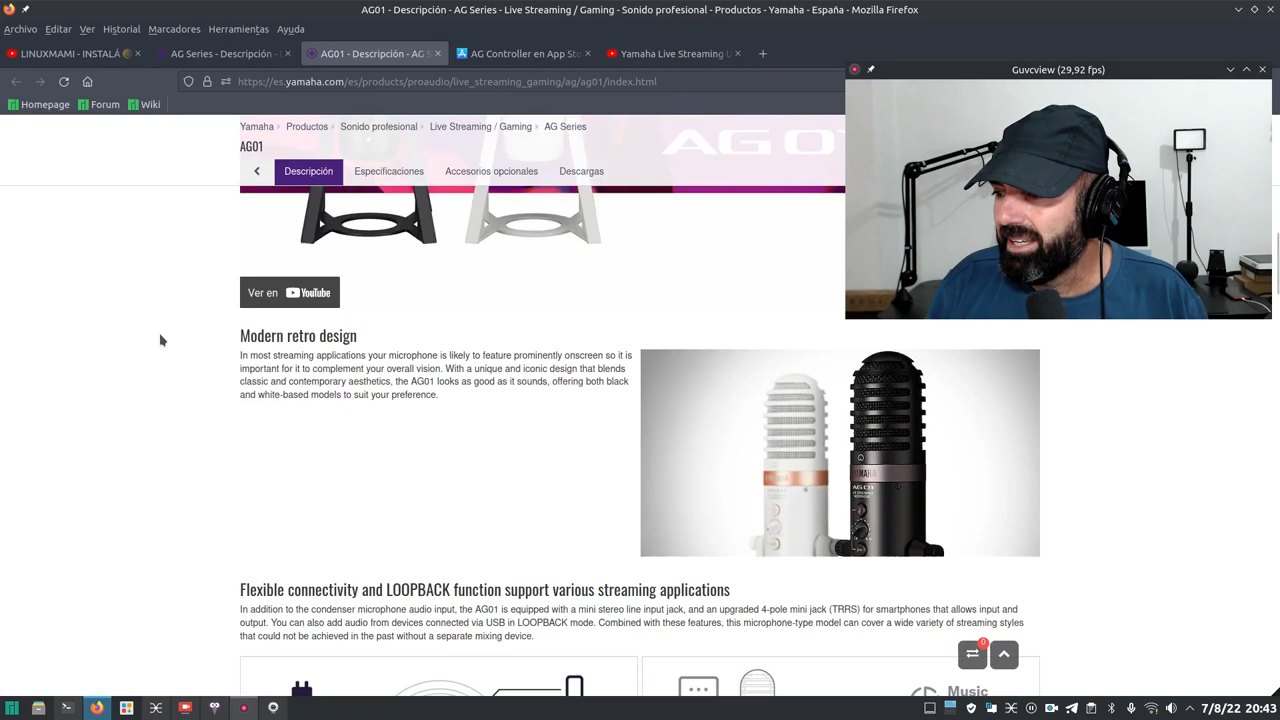 AG01 - Descripción - AG Series - Live Streaming / Gaming - Sonido profesional - Productos - Yamaha - España - Mozilla Firefox
Archivo Editar Ver Historial Marcadores Herramientas Ayuda
LINUXMAMI - INSTALÁ
AG Series - Descripción -
AG01 - Descripción - AG S
AG Controller en App Sto
Yamaha Live Streaming U
https://es.yamaha.com/es/products/proaudio/live_streaming_gaming/ag/ag01/index.html
Guvcview (29,92 fps)
Homepage Forum Wiki
Yamaha Productos Sonido profesional Live Streaming / Gaming AG Series
AG01
AG 0
Descripción Especificaciones Accesorios opcionales Descargas
Ver en YouTube
Modern retro design
In most streaming applications your microphone is likely to feature prominently onscreen so it is
important for it to complement your overall vision. With a unique and iconic design that blends
classic and contemporary aesthetics, the AG01 looks as good as it sounds, offering both black
and white-based models to suit your preference.
YAMAHA
AG 01
Flexible connectivity and LOOPBACK function support various streaming applications
In addition to the condenser microphone audio input, the AG01 is equipped with a mini stereo line input jack, and an upgraded 4-pole mini jack (TRRS) for smartphones that allows input and
output. You can also add audio from devices connected via USB in LOOPBACK mode. Combined with these features, this microphone-type model can cover a wide variety of streaming styles
that could not be achieved in the past without a separate mixing device.
0
Music
7/8/22 20:43